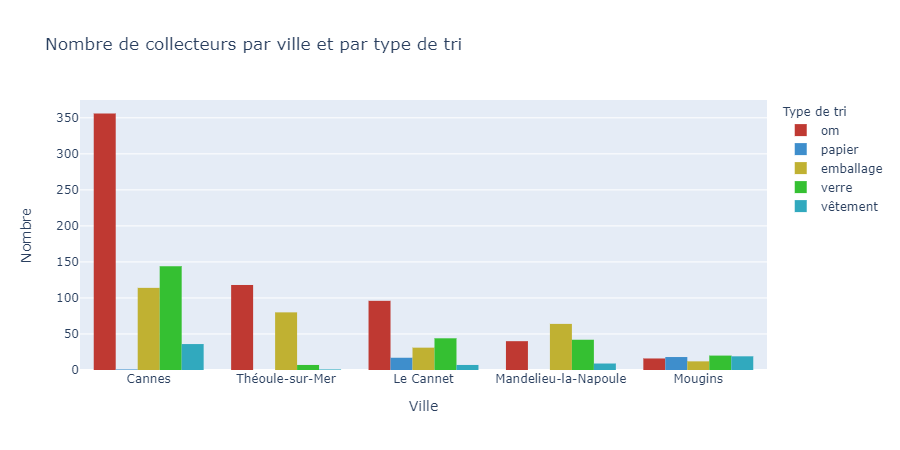 Nombre de collecteurs par ville et par type de tri
Type de tri
om
papier
emballage
verre
vêtement
Nombre
350
300
250
200
150
100
50
0
Cannes
Théoule-sur-Mer
Le Cannet
Mandelieu-la-Napoule
Mougins
Ville